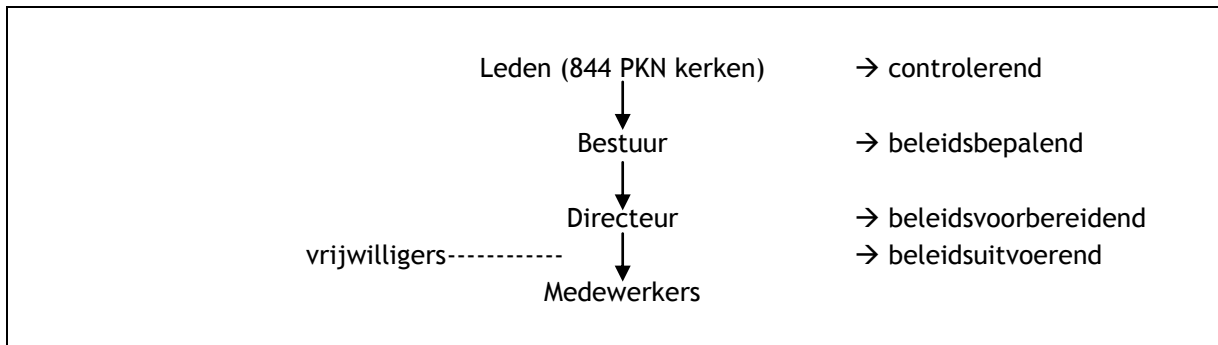 Leden (844 PKN kerken) → controlerend
Bestuur → beleidsbepalend
Directeur → beleidsvoorbereidend
vrijwilligers------------ → beleidsuitvoerend
Medewerkers